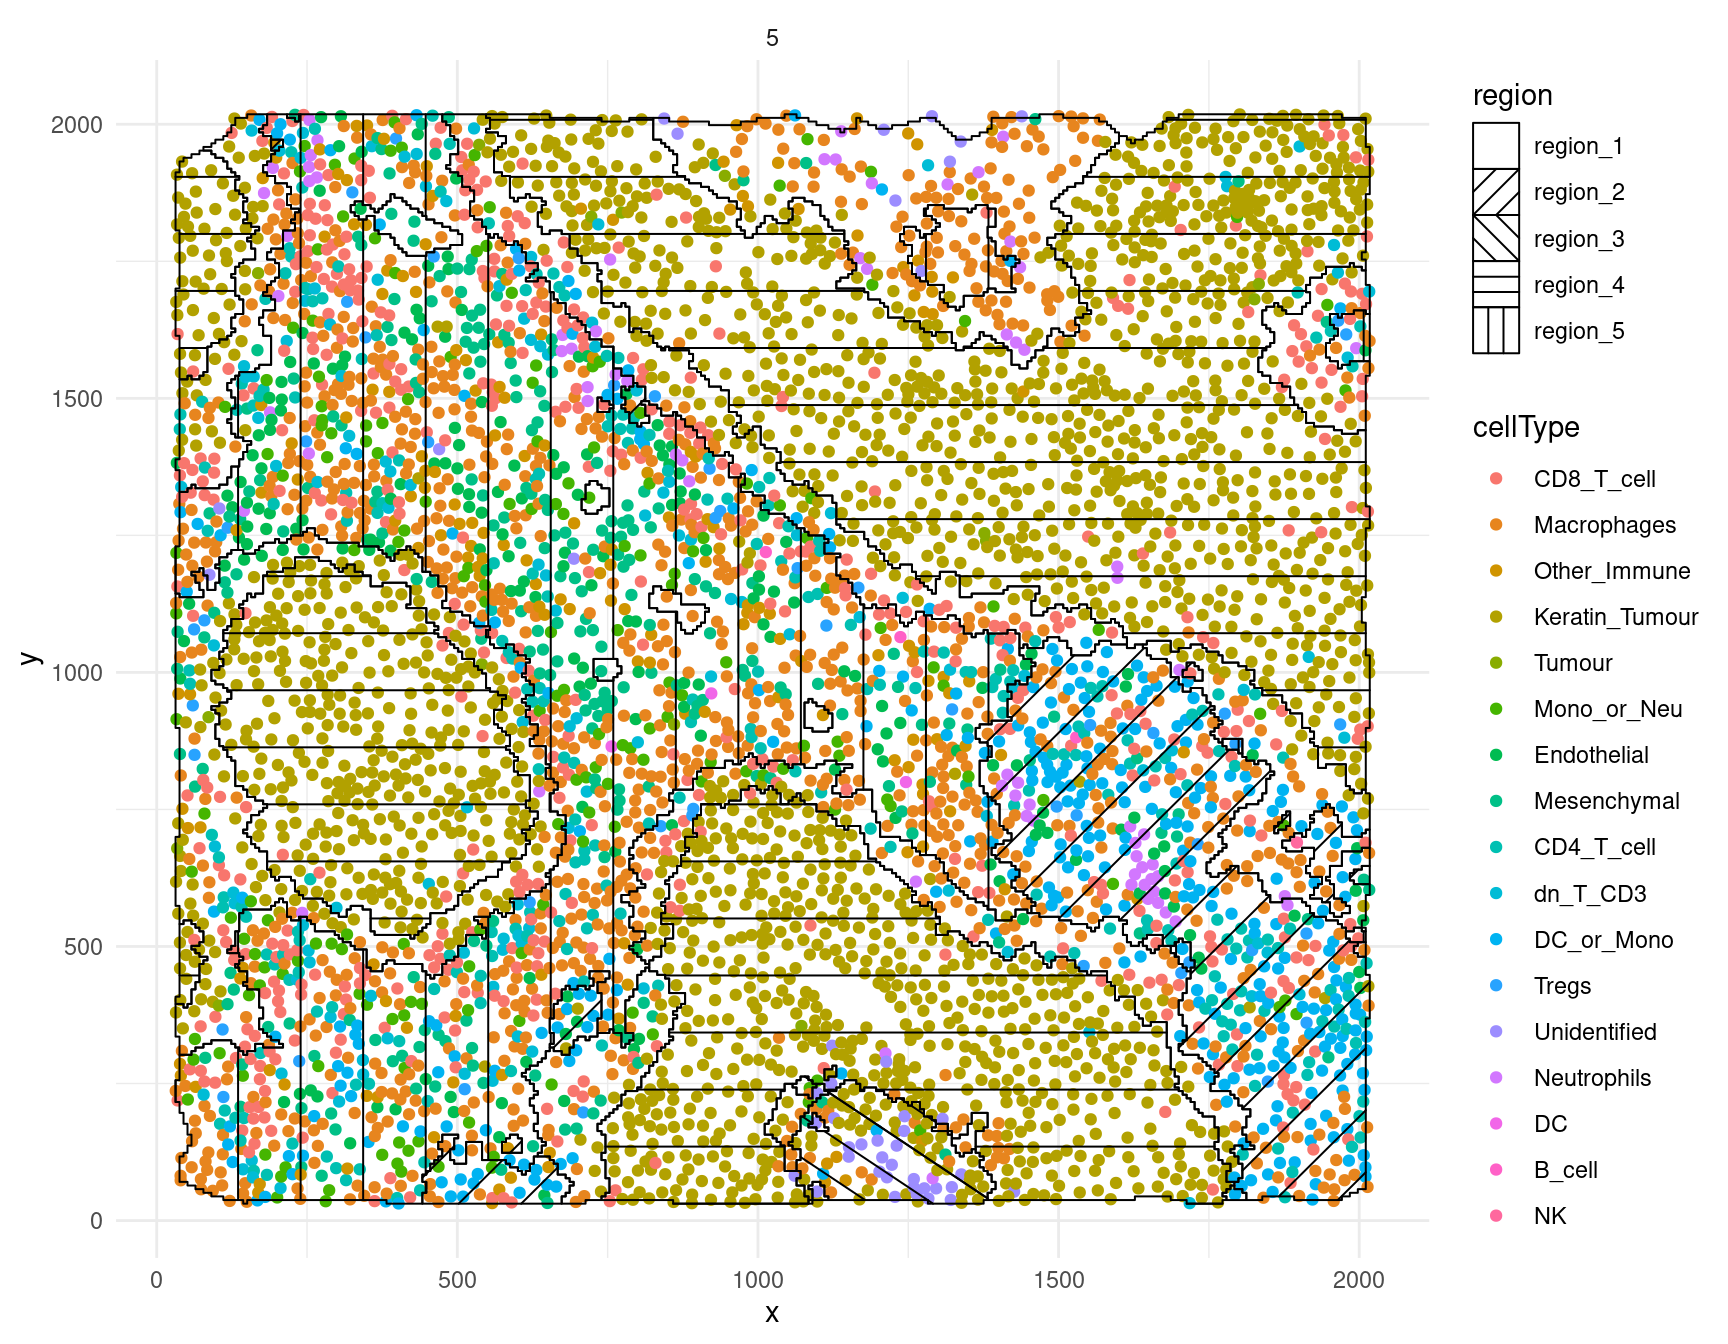 5
region
region_1
region_2
region_3
region_4
region_5
cellType
CD8_T_cell
Macrophages
Other_Immune
Keratin_Tumour
Tumour
Mono_or_Neu
Endothelial
Mesenchymal
CD4_T_cell
dn_T_CD3
DC_or_Mono
Tregs
Unidentified
Neutrophils
DC
B_cell
NK
y
2000
1500
1000
500
0
0 500 1000 1500 2000
x